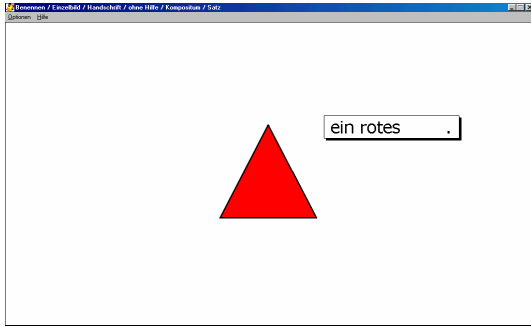 Benennen / Einzelbild / Handschrift / ohne Hilfe / Kompositum / Satz
Optionen Hilfe
ein rotes .